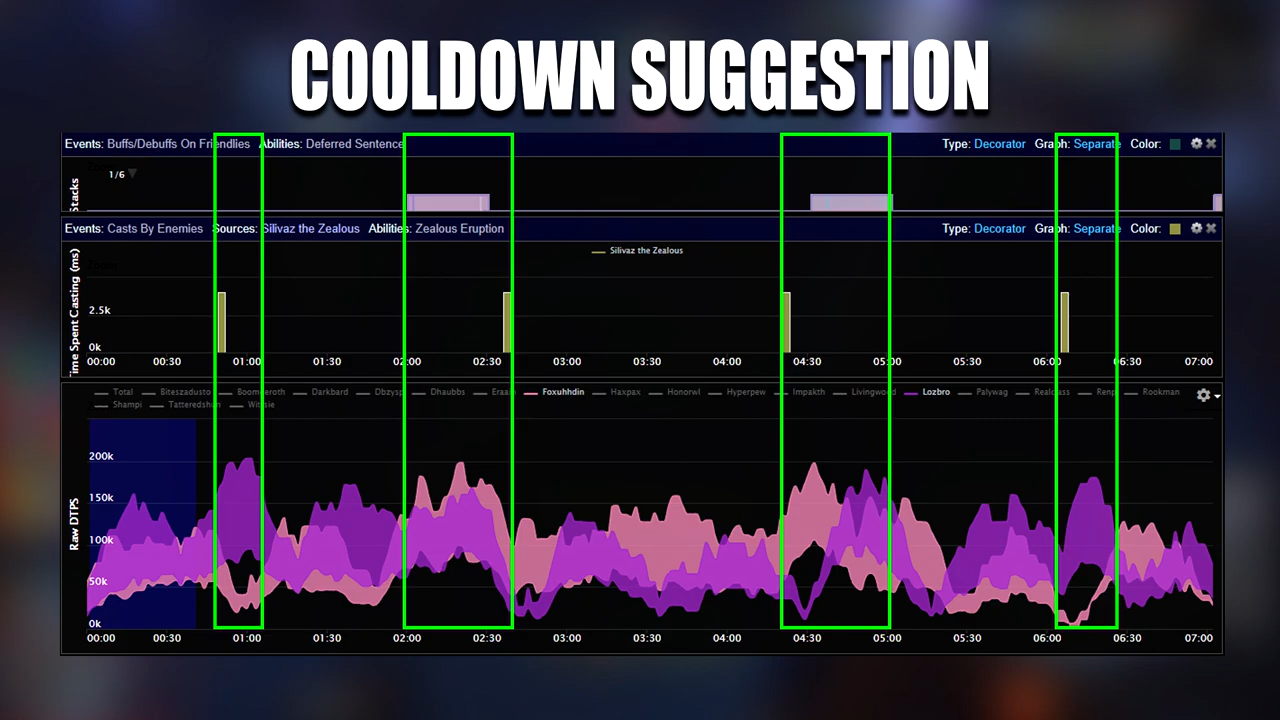 COOLDOWN SUGGESTION
Events: Buffs/Debuffs On Friendlies Abilities: Deferred Sentence Type: Decorator Graph: Separate Color:
1/6
Stacks
Events: Casts By Enemies Sources: Silivaz the Zealous Abilities: Zealous Eruption Type: Decorator Graph: Separate Color:
Silivaz the Zealous
Time Spent Casting (ms)
2.5k
0k
00:00 00:30 01:00 01:30 02:00 02:30 03:00 03:30 04:00 04:30 05:00 05:30 06:00 06:30 07:00
Total Biteszadusto Darkbard Dhaubbs Foxuhhdin Haxpax Honorwl Hyperpew Impakth Lozbro Palywag Rookman
Shampi
Raw DTPS
200k
150k
100k
50k
0k
00:00 00:30 01:00 01:30 02:00 02:30 03:00 03:30 04:00 04:30 05:00 05:30 06:00 06:30 07:00